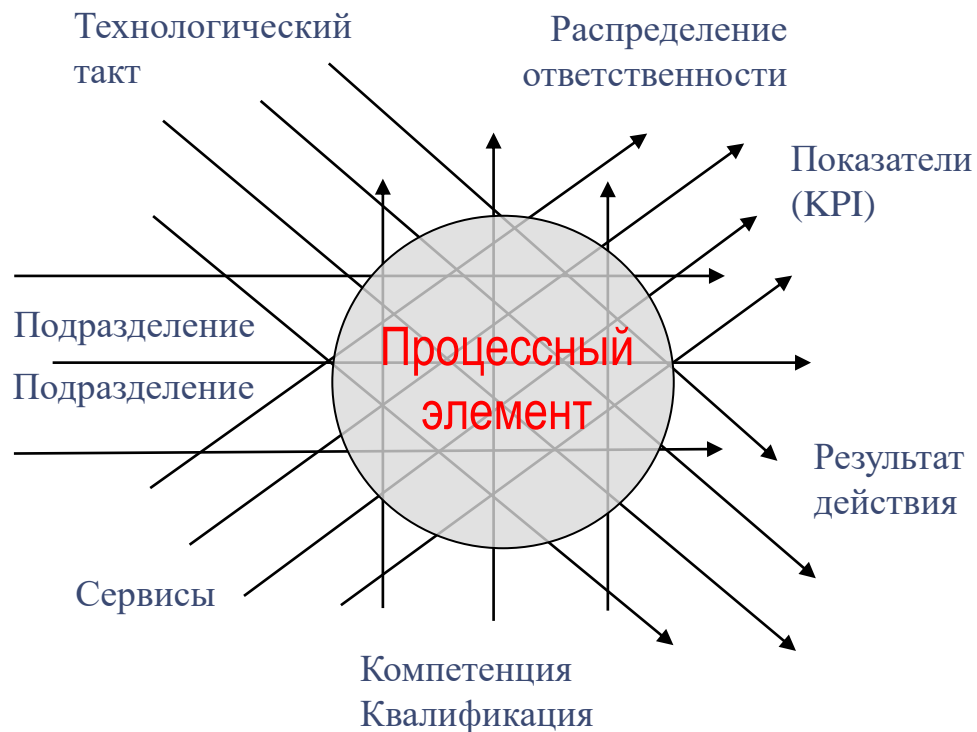 Технологический
такт
Распределение
ответственности
Показатели
(KPI)
Подразделение
Подразделение
Процессный
элемент
Результат
действия
Сервисы
Компетенция
Квалификация